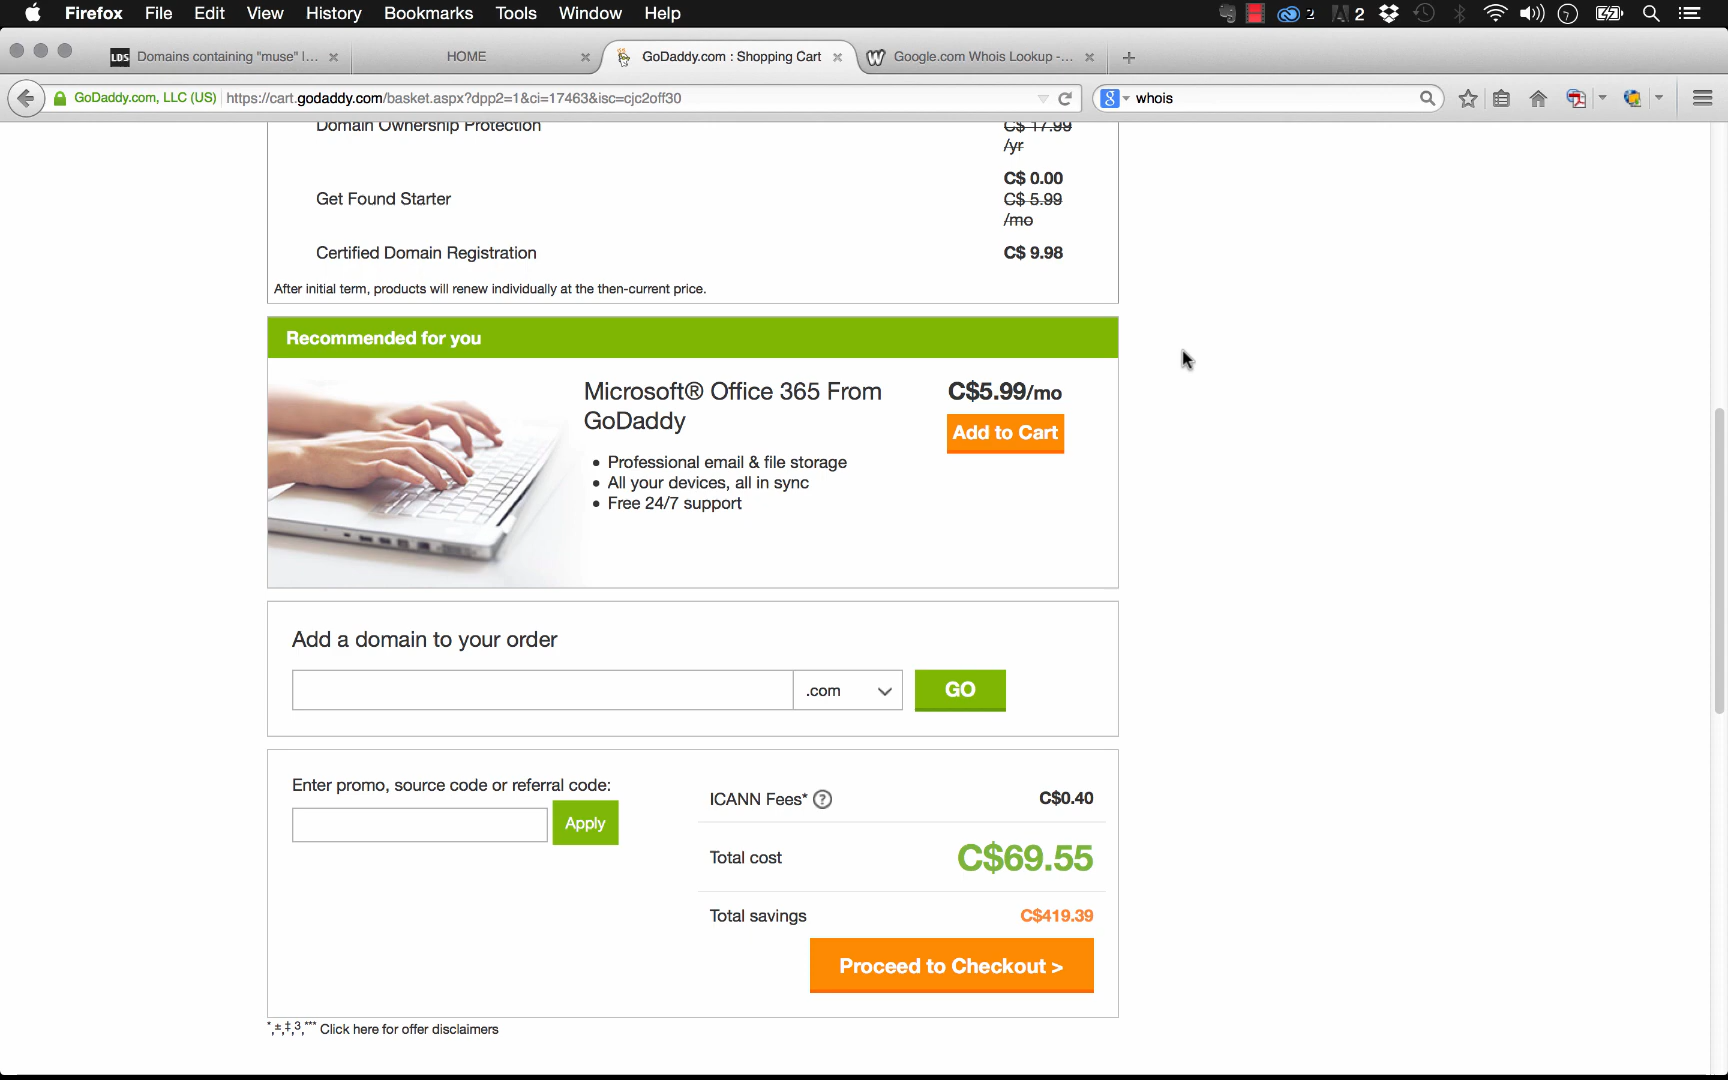 Firefox File Edit View History Bookmarks Tools Window Help 2 2
LDS Domains containing "muse" l... HOME GoDaddy.com : Shopping Cart W Google.com Whois Lookup -...
GoDaddy.com, LLC (US) https://cart.godaddy.com/basket.aspx?dpp2=1&ci=17463&isc=cjc2off30 8 whois
Domain Ownership Protection C$ 17.99
/yr
C$ 0.00
Get Found Starter C$ 5.99
/mo
Certified Domain Registration C$ 9.98
After initial term, products will renew individually at the then-current price.
Recommended for you
Microsoft® Office 365 From
GoDaddy
C$5.99/mo
Add to Cart
• Professional email & file storage
• All your devices, all in sync
• Free 24/7 support
Add a domain to your order
.com GO
Enter promo, source code or referral code:
Apply
ICANN Fees* ? C$0.40
Total cost C$69.55
Total savings C$419.39
Proceed to Checkout >
*,±,‡,3,*** Click here for offer disclaimers